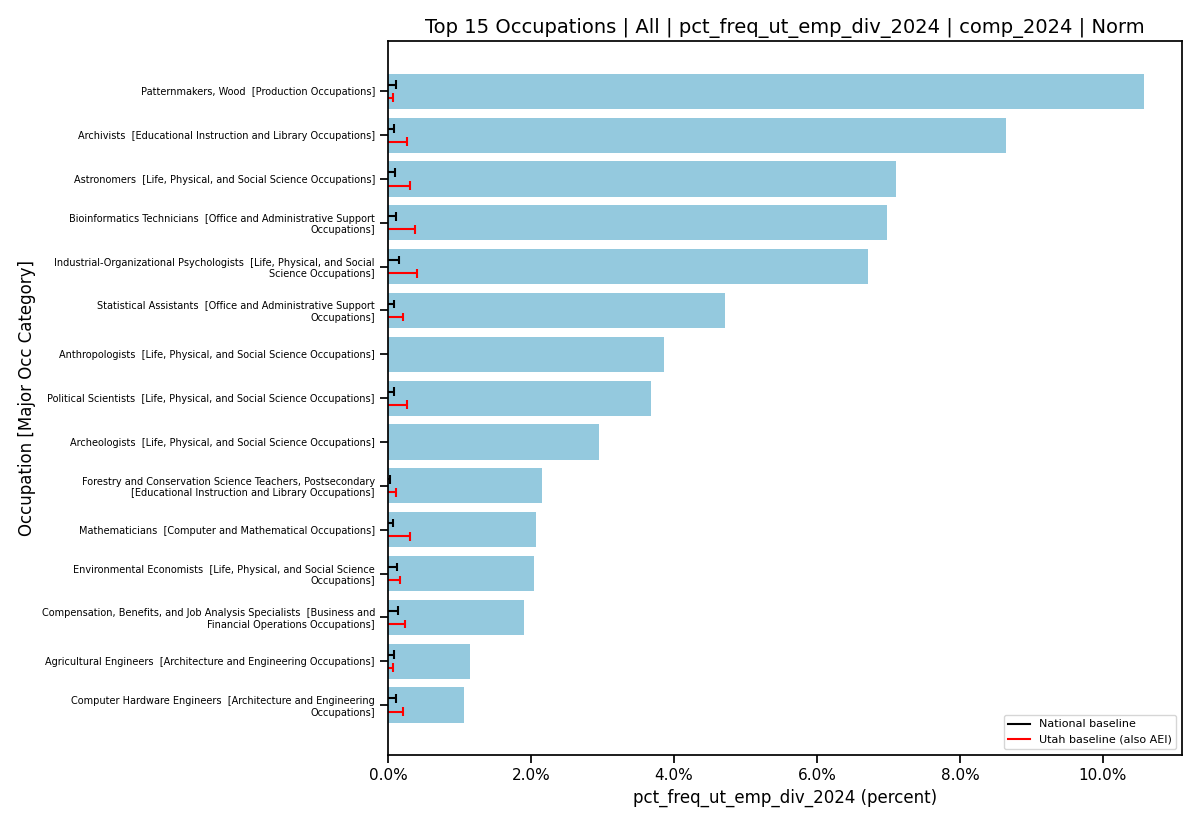 Top 15 Occupations | All | pct_freq_ut_emp_div_2024 | comp_2024 | Norm
Occupation [Major Occ Category]
Patternmakers, Wood  [Production Occupations]
Archivists  [Educational Instruction and Library Occupations]
Astronomers  [Life, Physical, and Social Science Occupations]
Bioinformatics Technicians  [Office and Administrative Support
Occupations]
Industrial-Organizational Psychologists  [Life, Physical, and Social
Science Occupations]
Statistical Assistants  [Office and Administrative Support
Occupations]
Anthropologists  [Life, Physical, and Social Science Occupations]
Political Scientists  [Life, Physical, and Social Science Occupations]
Archeologists  [Life, Physical, and Social Science Occupations]
Forestry and Conservation Science Teachers, Postsecondary
[Educational Instruction and Library Occupations]
Mathematicians  [Computer and Mathematical Occupations]
Environmental Economists  [Life, Physical, and Social Science
Occupations]
Compensation, Benefits, and Job Analysis Specialists  [Business and
Financial Operations Occupations]
Agricultural Engineers  [Architecture and Engineering Occupations]
Computer Hardware Engineers  [Architecture and Engineering
Occupations]
National baseline
Utah baseline (also AEI)
0.0% 2.0% 4.0% 6.0% 8.0% 10.0%
pct_freq_ut_emp_div_2024 (percent)